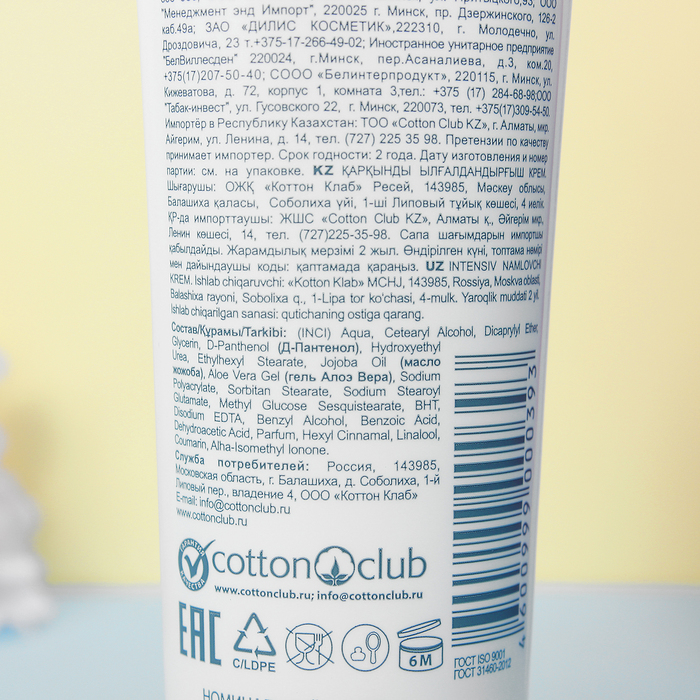 "Менеджмент энд Импорт", 220025 г. Минск, пр. Дзержинского, 126-2
каб.49а; ЗАО «ДИЛИС КОСМЕТИК»,222310, г. Молодечно, ул.
Дроздовича, 23 т.+375-17-266-49-02; Иностранное унитарное предприятие
"БелВиллесден" 220024, г.Минск, пер.Асаналиева, д.3, ком.20,
+375(17)207-50-40; СООО «Белинтерпродукт», 220115, г. Минск, ул.
Кижеватова, д. 72, корпус 1, комната 3,тел.: +375 (17) 284-68-98;ООО
"Табак-инвест", ул. Гусовского 22, г. Минск, 220073, тел. +375(17)309-54-50.
Импортёр в Республику Казахстан: ТОО «Cotton Club KZ», г. Алматы, мкр.
Айгерим, ул. Ленина, д. 14, тел. (727) 225 35 98. Претензии по качеству
принимает импортер. Срок годности: 2 года. Дату изготовления и номер
партии: см. на упаковке. KZ ҚАРҚЫНДЫ ЫЛҒАЛДАНДЫРҒЫШ КРЕМ.
Шығарушы: ОЖҚ «Коттон Клаб» Ресей, 143985, Мәскеу облысы,
Балашиха қаласы, Соболиха үйі, 1-ші Липовый тұйық көшесі, 4 иелік.
ҚР-да импорттаушы: ЖШС «Cotton Club KZ», Алматы қ., Әйгерім мкр.,
Ленин көшесі, 14, тел. (727)225-35-98. Сапа шағымдарын импортшы
қабылдайды. Жарамдылық мерзімі 2 жыл. Өндірілген күні, топтама немірі
мен дайындаушы коды: қаптамада қараңыз. UZ INTENSIV NAMLOVCHI
KREM. Ishlab chiqaruvchi: «Kotton Klab» MCHJ, 143985, Rossiya, Moskva oblasti,
Balashixa rayoni, Sobolixa q., 1-Lipa tor ko'chasi, 4-mulk. Yaroqlik muddati 2 yil.
Ishlab chiqarilgan sanasi: qutichaning ostiga qarang.
Состав/Құрамы/Tarkibi: (INCI) Aqua, Cetearyl Alcohol, Dicaprylyl Ether,
Glycerin, D-Panthenol (Д-Пантенол), Hydroxyethyl
Urea, Ethylhexyl Stearate, Jojoba Oil (масло
жожоба), Aloe Vera Gel (гель Алоэ Вера), Sodium
Polyacrylate, Sorbitan Stearate, Sodium Stearoyl
Glutamate, Methyl Glucose Sesquistearate, BHT,
Disodium EDTA, Benzyl Alcohol, Benzoic Acid,
Dehydroacetic Acid, Parfum, Hexyl Cinnamal, Linalool,
Coumarin, Alha-Isomethyl Ionone.
Служба потребителей: Россия, 143985,
Московская область, г. Балашиха, д. Соболиха, 1-й
Липовый пер., владение 4, ООО «Коттон Клаб»
E-mail: info@cottonclub.ru
www.cottonclub.ru
ГАРАНТИЯ КАЧЕСТВА
cotton club
www.cottonclub.ru; info@cottonclub.ru
EAC
C/LDPE
6M
4 600999 000393
ГОСТ ISO 9001
ГОСТ 31460-2012